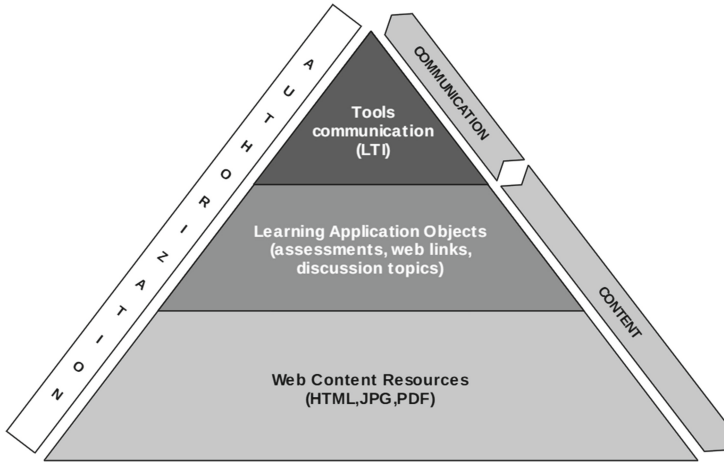 AUTHORIZATION
COMMUNICATION
Tools
communication
(LTI)
Learning Application Objects
(assessments, web links,
discussion topics)
CONTENT
Web Content Resources
(HTML,JPG,PDF)